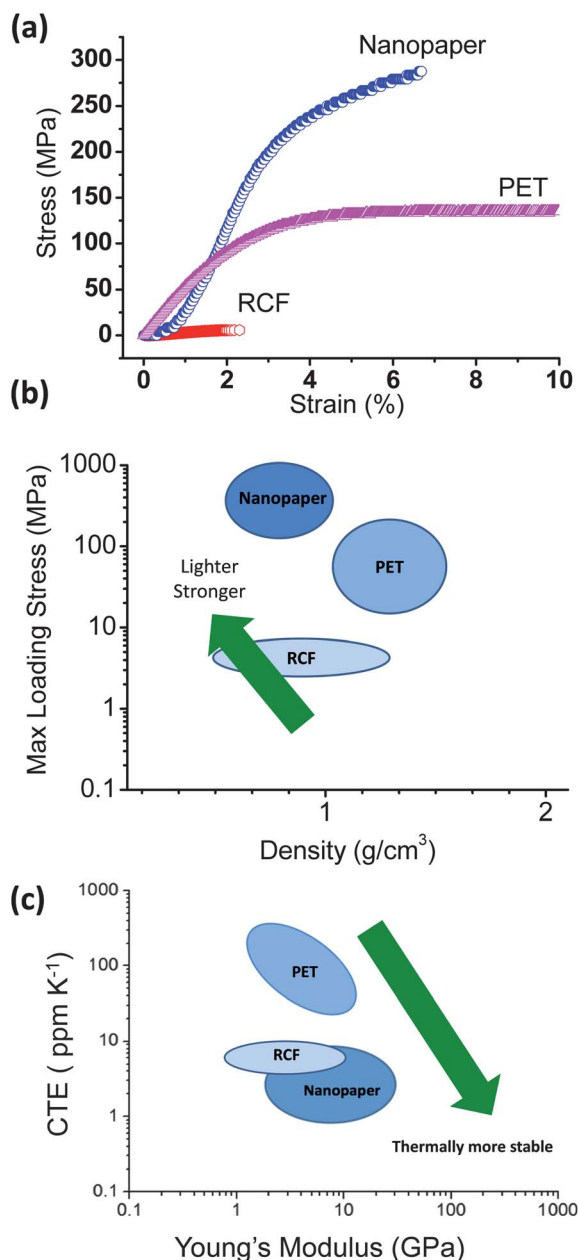 (a)
Nanopaper
300
250
200
150
100
50
0
Stress (MPa)
PET
RCF
0 2 4 6 8 10
Strain (%)
(b)
1000
100
10
1
0.1
Max Loading Stress (MPa)
Nanopaper
PET
Lighter
Stronger
RCF
1 2
Density (g/cm³)
(c)
1000
100
10
1
0.1
CTE ( ppm K⁻¹)
PET
RCF
Nanopaper
Thermally more stable
0.1 1 10 100 1000
Young's Modulus (GPa)